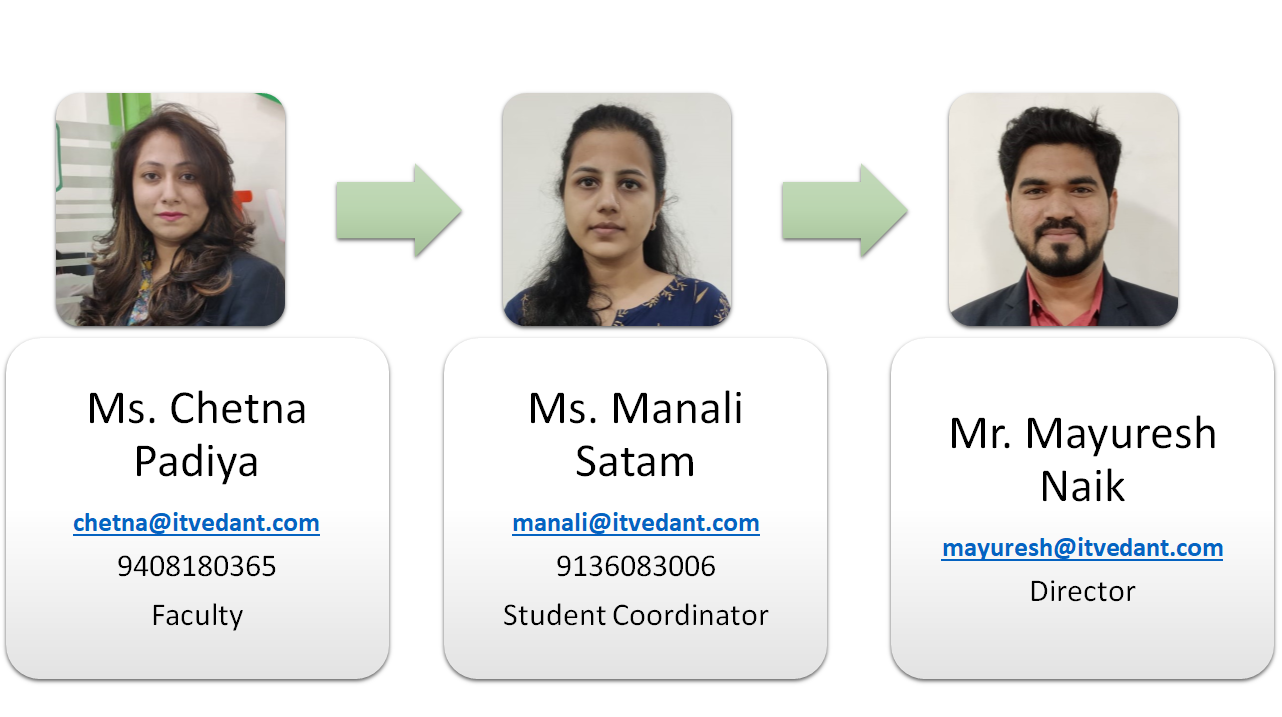 Ms. Chetna
Padiya
chetna@itvedant.com
9408180365
Faculty
Ms. Manali
Satam
manali@itvedant.com
9136083006
Student Coordinator
Mr. Mayuresh
Naik
mayuresh@itvedant.com
Director